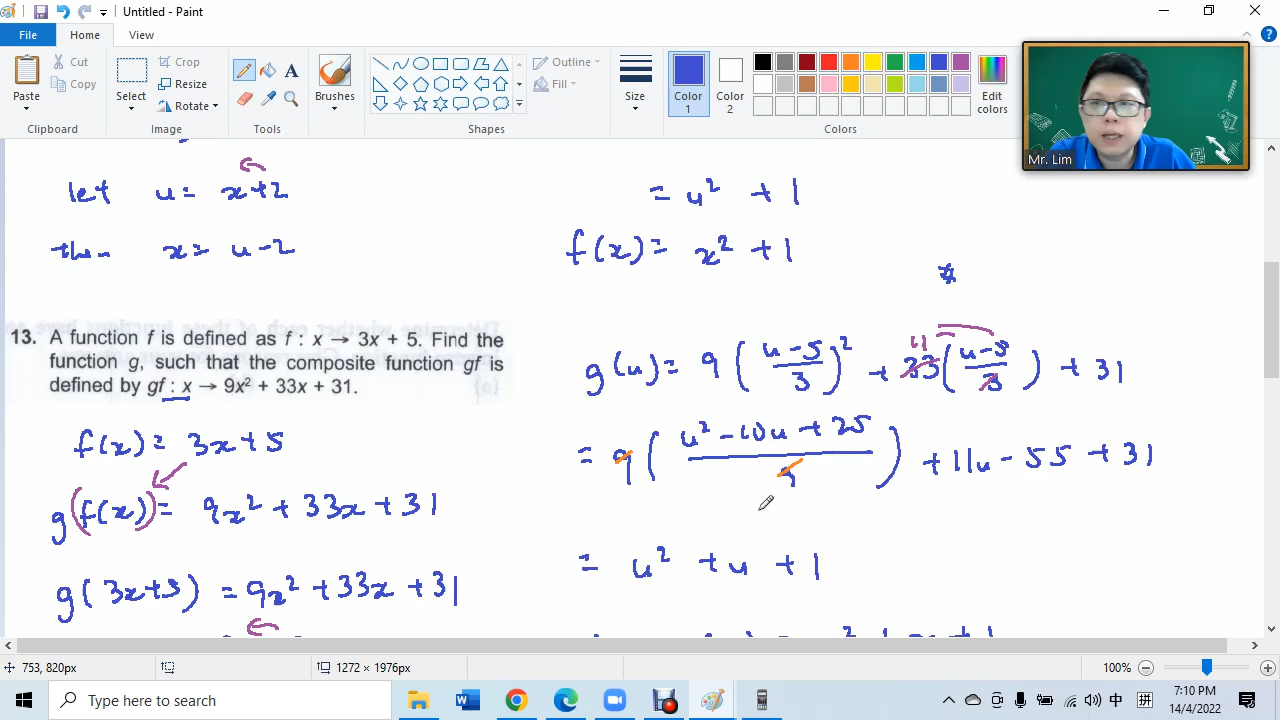 Untitled - Paint
File
Home
View
Paste
Cut
Copy
Clipboard
Select
Crop
Resize
Rotate
Image
Tools
Brushes
Outline
Fill
Shapes
Size
Color 1
Color 2
Edit colors
Colors
Mr. Lim
let u = x+2
then x = u-2
= u² + 1
f(x) = x² + 1
*
13. A function f is defined as f : x → 3x + 5. Find the
function g, such that the composite function gf is
defined by gf : x → 9x² + 33x + 31.
f(x) = 3x+5
g(f(x)) = 9x² + 33x + 31
g(3x+5) = 9x² + 33x + 31
11
g(u) = 9((u-5)/3)² + 33((u-5)/3) + 31
= 9((u² - 10u + 25)/9) + 11u - 55 + 31
= u² + u + 1
753, 820px
1272 × 1976px
100%
Type here to search
中
拼
7:10 PM
14/4/2022